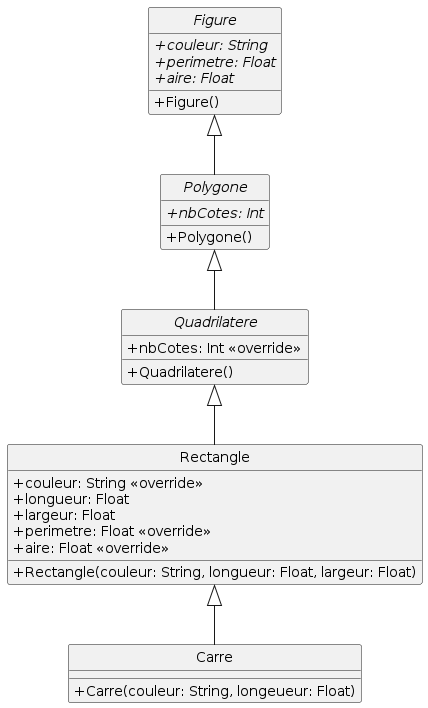 Figure
+couleur: String
+perimetre: Float
+aire: Float
+Figure()
Polygone
+nbCotes: Int
+Polygone()
Quadrilatere
+nbCotes: Int «override»
+Quadrilatere()
Rectangle
+couleur: String «override»
+longueur: Float
+largeur: Float
+perimetre: Float «override»
+aire: Float «override»
+Rectangle(couleur: String, longueur: Float, largeur: Float)
Carre
+Carre(couleur: String, longeueur: Float)